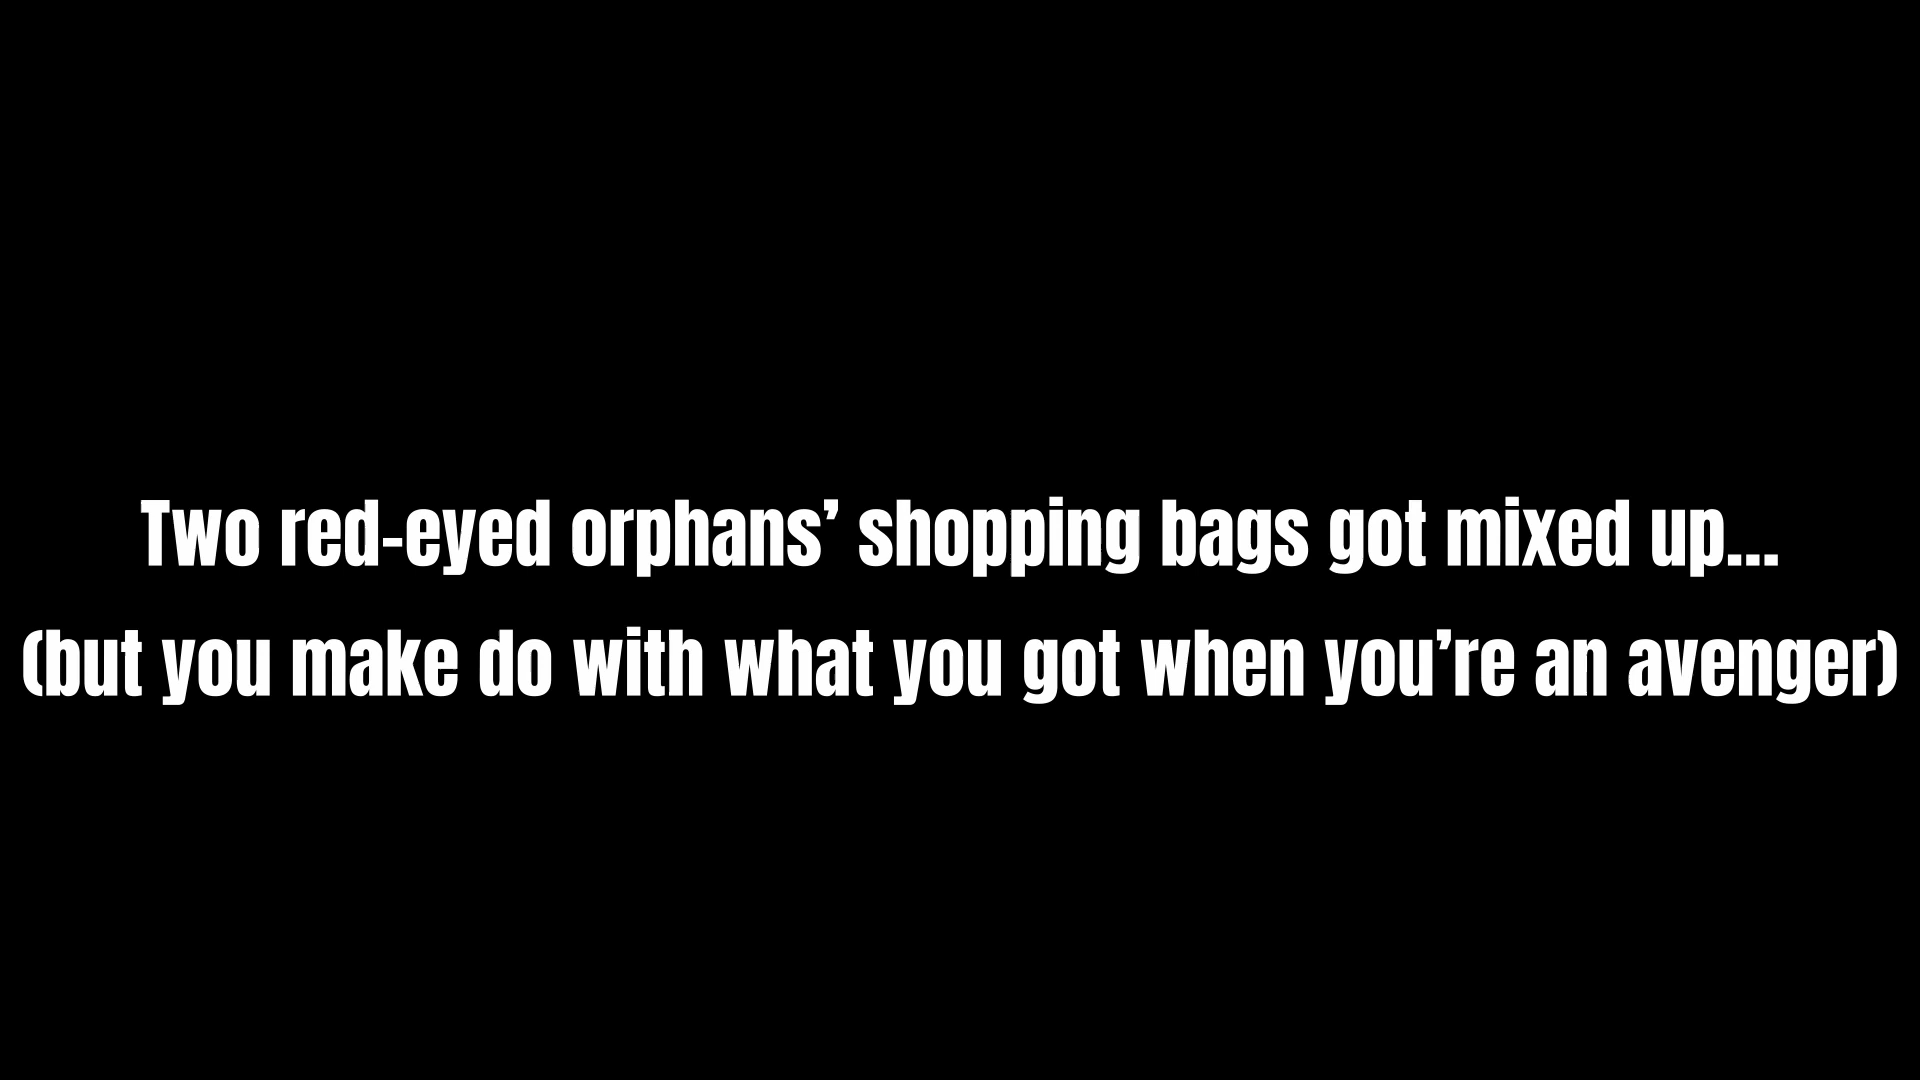 Two red-eyed orphans’ shopping bags got mixed up...
(but you make do with what you got when you’re an avenger)